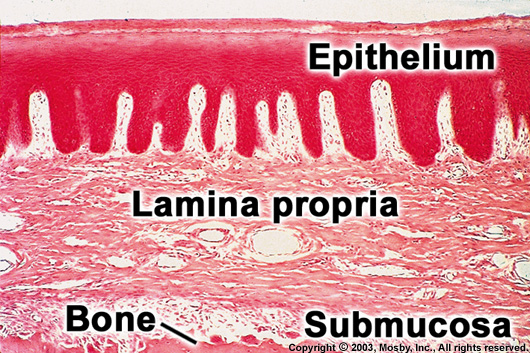 Epithelium
Lamina propria
Bone
Submucosa
Copyright © 2003, Mosby, Inc., All rights reserved.